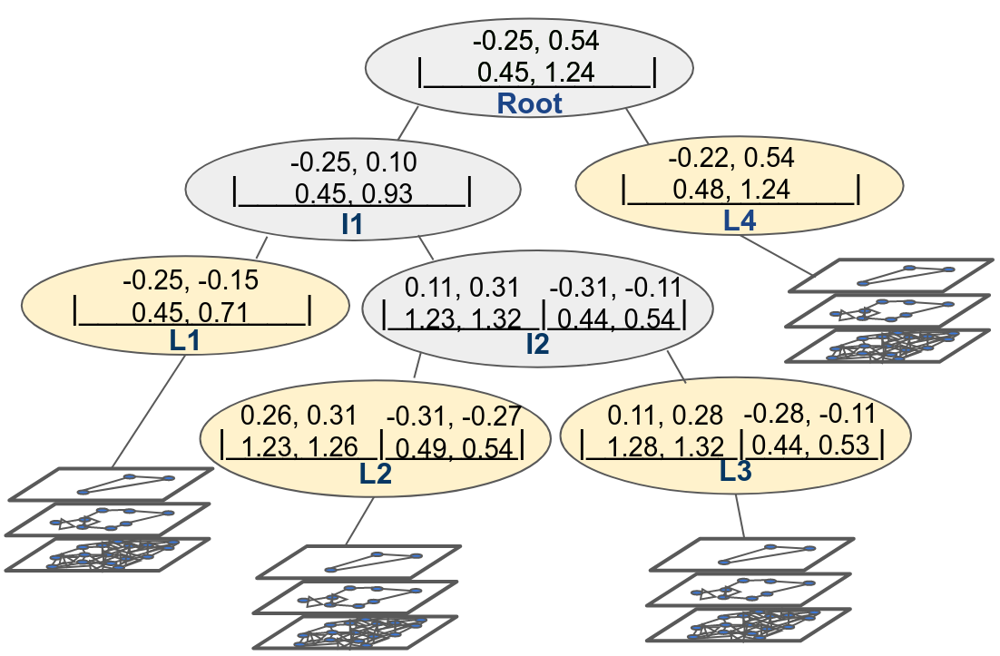 -0.25, 0.54
0.45, 1.24
Root
-0.25, 0.10
0.45, 0.93
I1
-0.22, 0.54
0.48, 1.24
L4
-0.25, -0.15
0.45, 0.71
L1
0.11, 0.31 -0.31, -0.11
1.23, 1.32 0.44, 0.54
I2
0.26, 0.31 -0.31, -0.27
1.23, 1.26 0.49, 0.54
L2
0.11, 0.28 -0.28, -0.11
1.28, 1.32 0.44, 0.53
L3